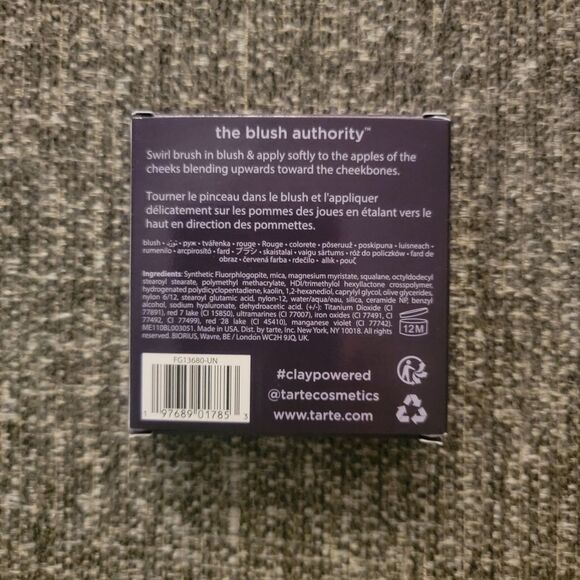 the blush authority™
Swirl brush in blush & apply softly to the apples of the
cheeks blending upwards toward the cheekbones.
Tourner le pinceau dans le blush et l'appliquer
délicatement sur les pommes des joues en étalant vers le
haut en direction des pommettes.
blush • руж • tvářenka • rouge • Rouge • colorete • põseruuž • poskipuna • luisneach •
rumenilo • arcpirosító • fard • ブラシ • skaistalai • vaigu sārtums • róż do policzków • fard de
obraz • červená farba • rdečilo • allık • ρουζ
Ingredients: Synthetic Fluorphlogopite, mica, magnesium myristate, squalane, octyldodecyl
stearoyl stearate, polymethyl methacrylate, HDI/trimethylol hexyllactone crosspolymer,
hydrogenated polycyclopentadiene, kaolin, 1,2-hexanediol, caprylyl glycol, olive glycerides,
nylon 6/12, stearoyl glutamic acid, nylon-12, water/aqua/eau, silica, ceramide NP, benzyl
alcohol, sodium hyaluronate, dehydroacetic acid. (+/-): Titanium Dioxide (CI
77891), red 7 lake (CI 15850), ultramarines (CI 77007), iron oxides (CI 77491, CI
77492, CI 77499), red 28 lake (CI 45410), manganese violet (CI 77742).
ME110BL003051. Made in USA. Dist. by tarte, inc. New York, NY 10018. All rights
reserved. BIORIUS, Wavre, BE / London WC2H 9JQ, UK.
12M
FG13680-UN
1 97689 01785 3
#claypowered
@tartecosmetics
www.tarte.com